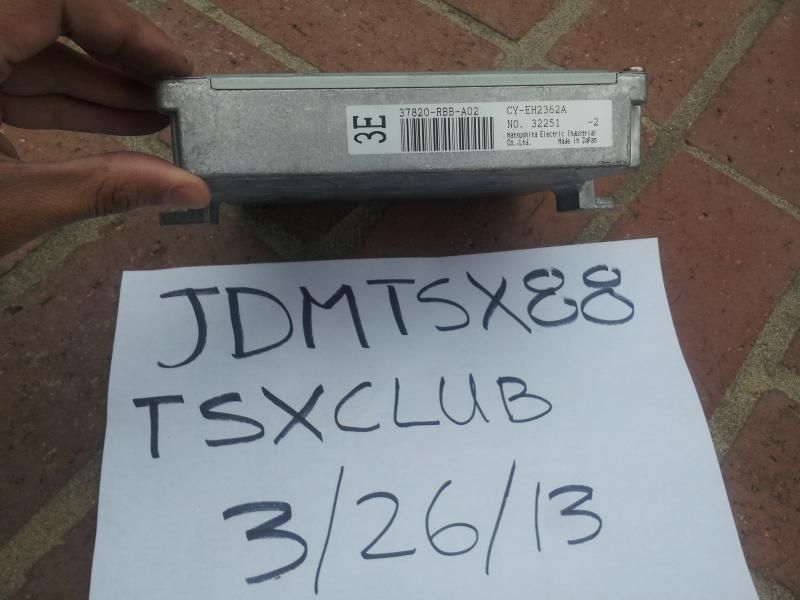 3E
37820-RBB-A02 CY-EH2362A
NO. 32251 -2
Matsushita Electric Industrial
Co.,Ltd. Made in JaPan
JDMTSX88
TSXCLUB
3/26/13